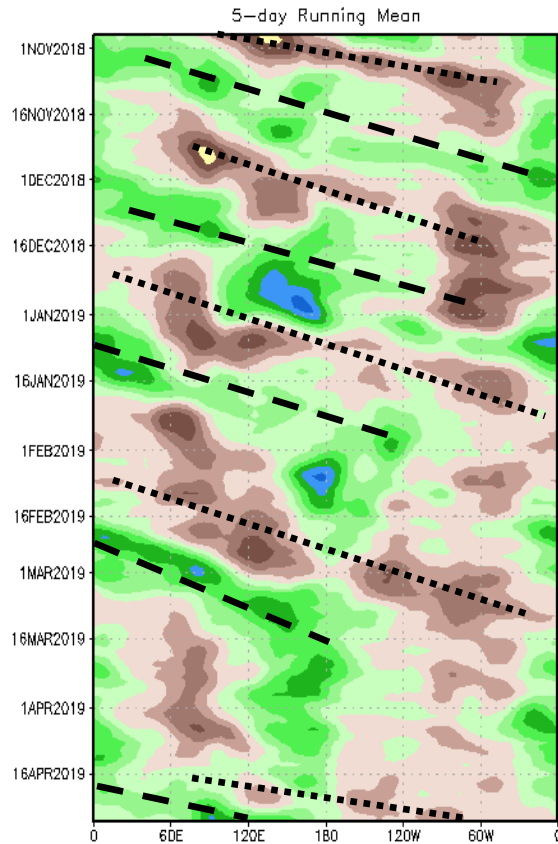 5-day Running Mean
1NOV2018
16NOV2018
1DEC2018
16DEC2018
1JAN2019
16JAN2019
1FEB2019
16FEB2019
1MAR2019
16MAR2019
1APR2019
16APR2019
0 60E 120E 180 120W 60W 0